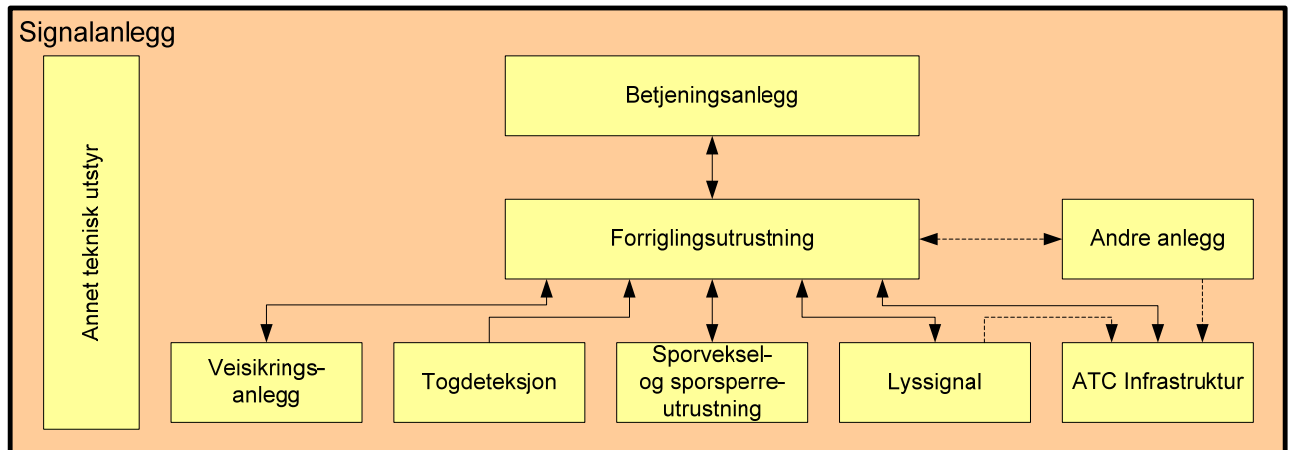 Signalanlegg
Annet teknisk utstyr
Betjeningsanlegg
Forriglingsutrustning
Andre anlegg
Veisikrings–
anlegg
Togdeteksjon
Sporveksel–
og sporsperre–
utrustning
Lyssignal
ATC Infrastruktur